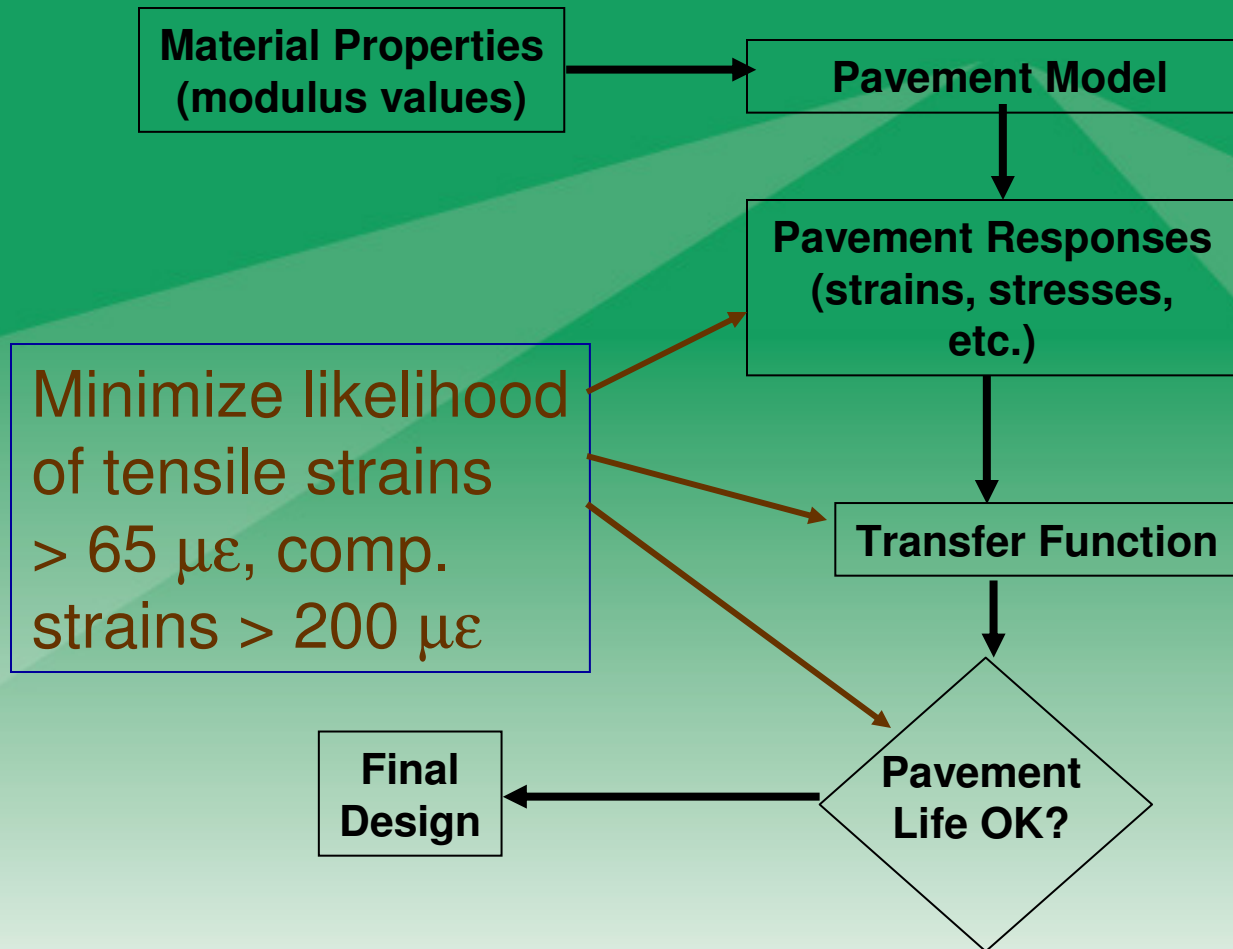 Material Properties
(modulus values)
Pavement Model
Pavement Responses
(strains, stresses,
etc.)
Minimize likelihood
of tensile strains
> 65 με, comp.
strains > 200 με
Transfer Function
Pavement
Life OK?
Final
Design